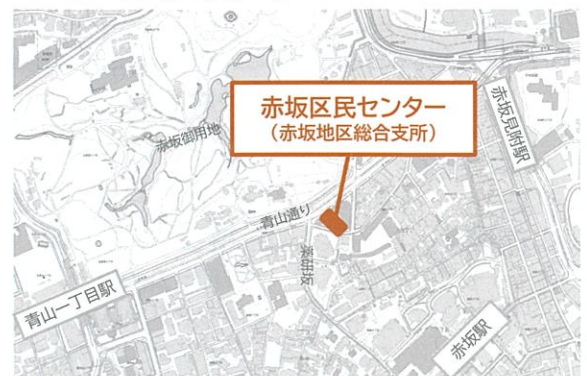 赤坂区民センター
（赤坂地区総合支所）
赤坂見附駅
赤坂御用地
青山通り
薬研坂
青山一丁目駅
赤坂駅